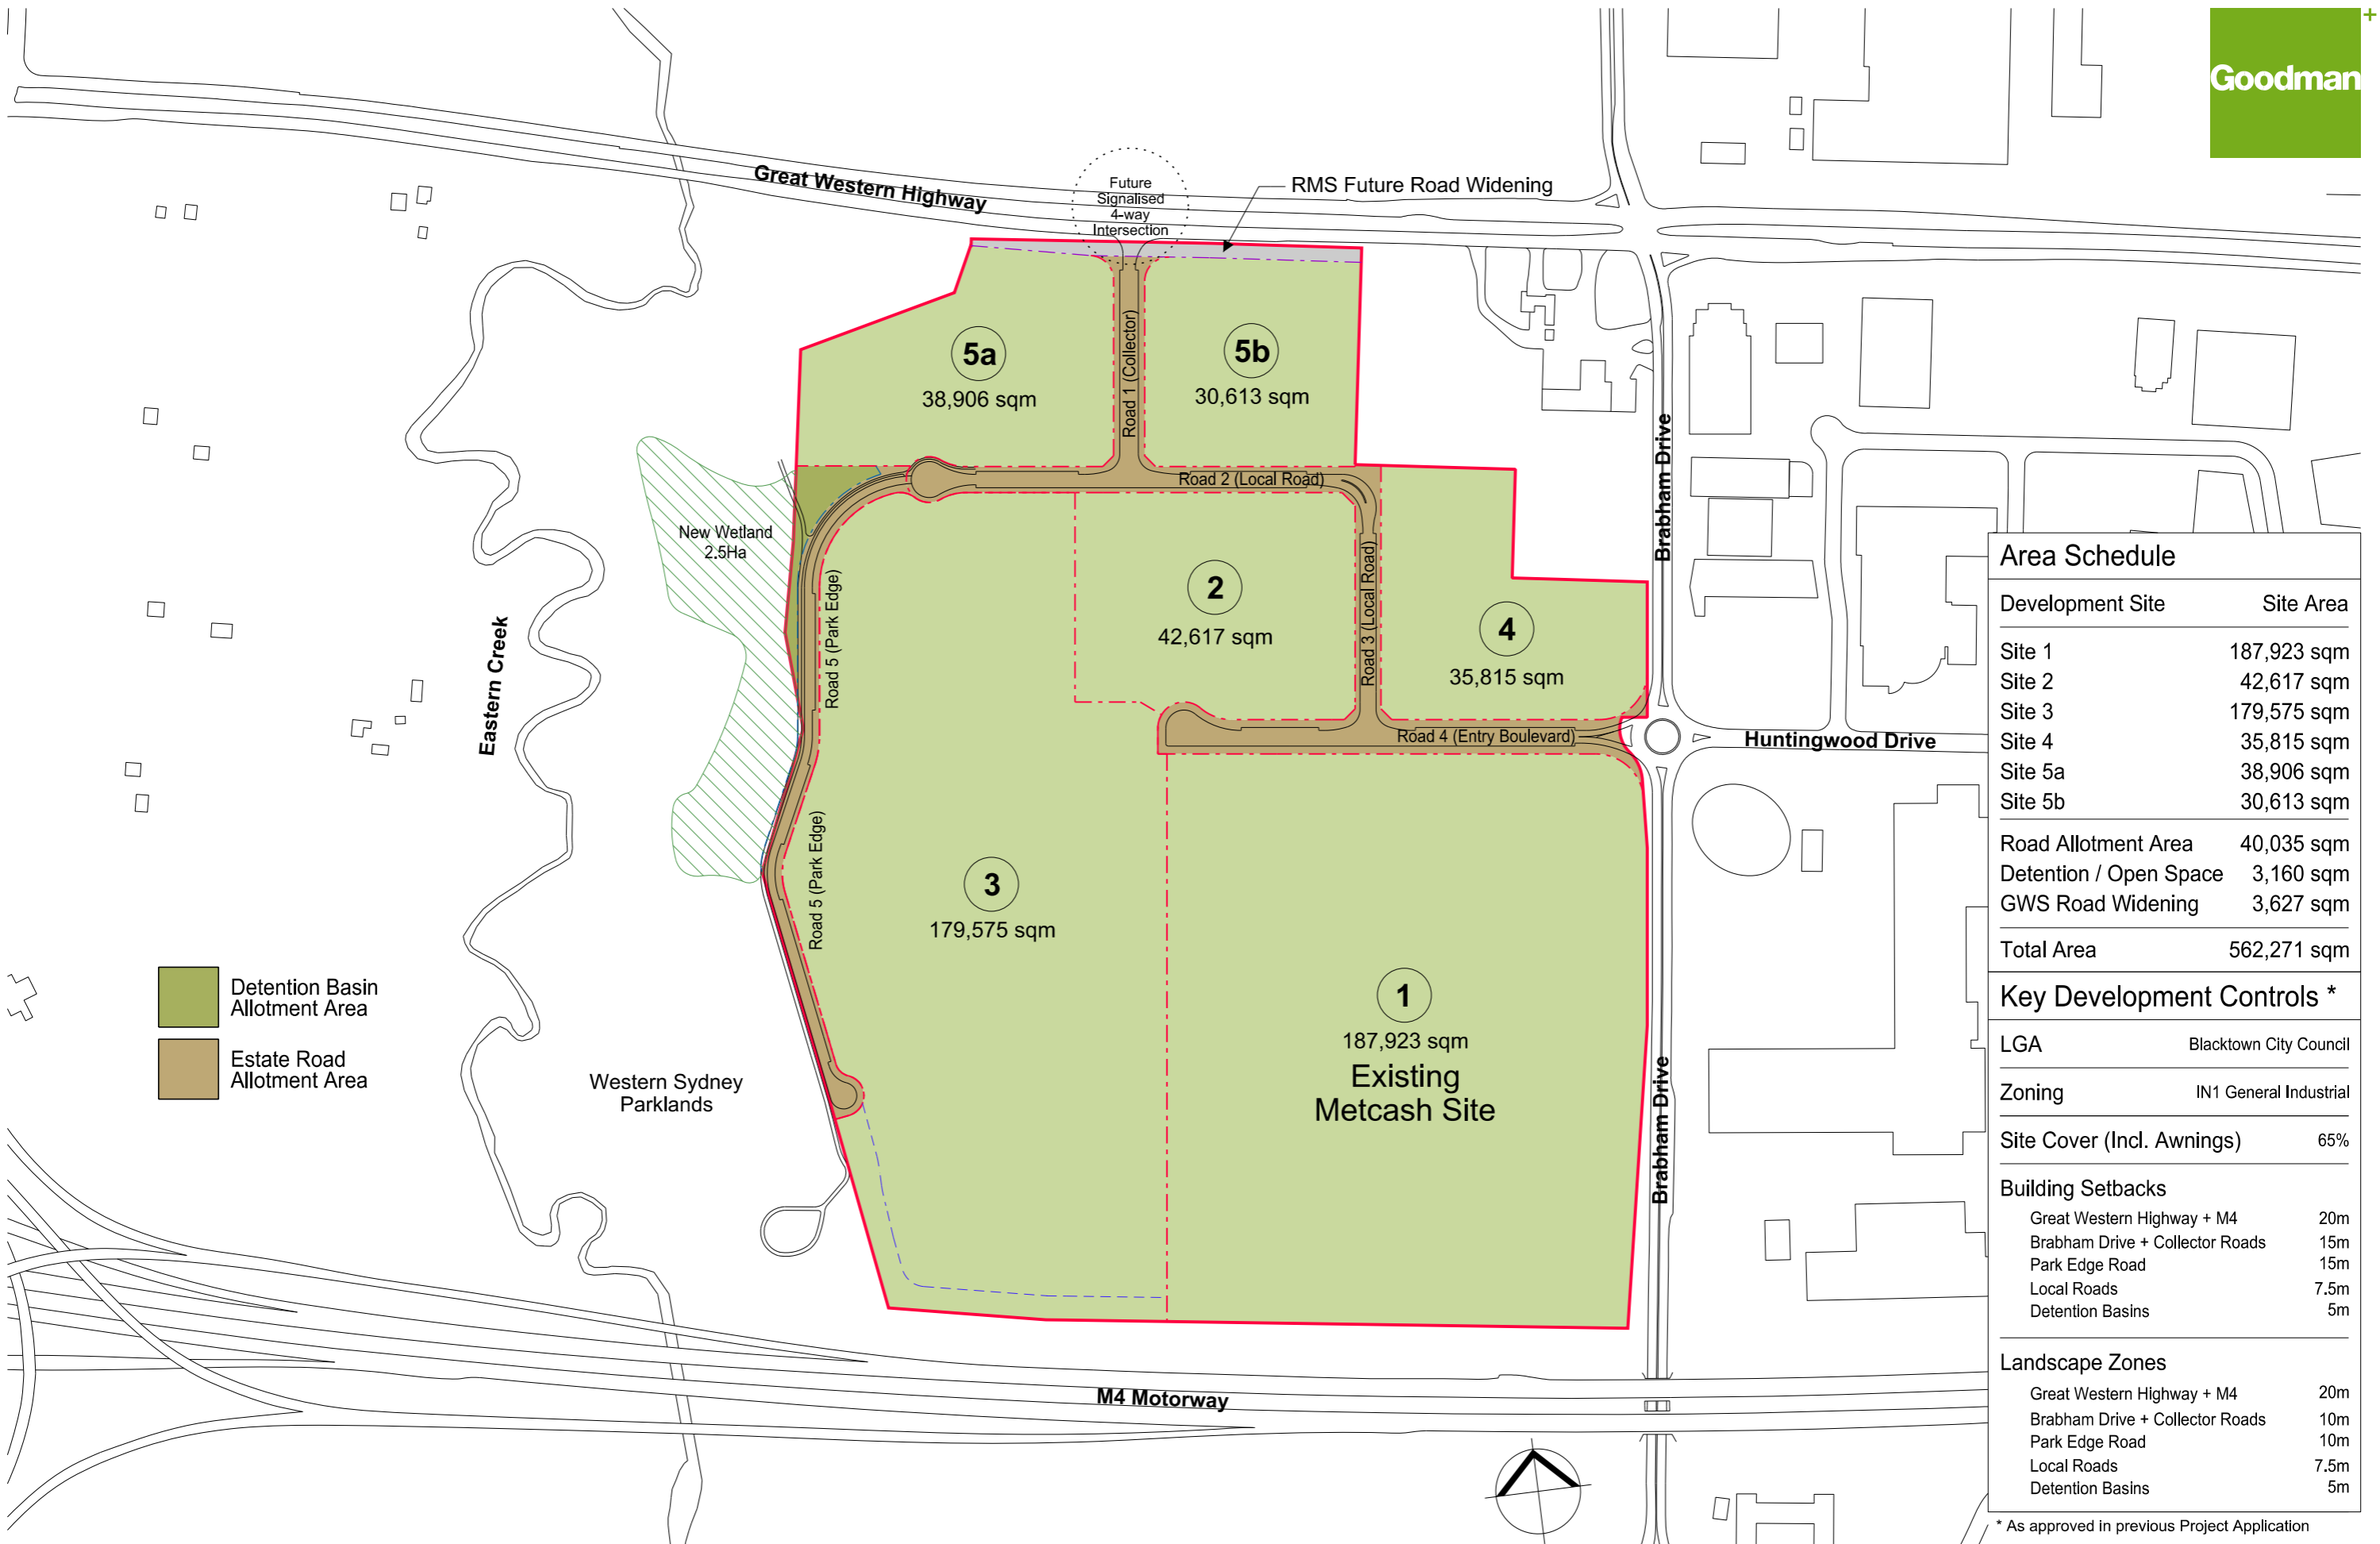 Goodman
+
Great Western Highway
Future
Signalised
4-way
Intersection
RMS Future Road Widening
5a
38,906 sqm
Road 1 (Collector)
5b
30,613 sqm
Road 2 (Local Road)
New Wetland
2.5Ha
Road 5 (Park Edge)
2
42,617 sqm
Road 3 (Local Road)
4
35,815 sqm
Brabham Drive
Eastern Creek
Road 4 (Entry Boulevard)
Huntingwood Drive
Road 5 (Park Edge)
3
179,575 sqm
1
187,923 sqm
Existing
Metcash Site
Brabham Drive
Detention Basin
Allotment Area
Estate Road
Allotment Area
Western Sydney
Parklands
M4 Motorway
Area Schedule
Development Site Site Area
Site 1 187,923 sqm
Site 2 42,617 sqm
Site 3 179,575 sqm
Site 4 35,815 sqm
Site 5a 38,906 sqm
Site 5b 30,613 sqm
Road Allotment Area 40,035 sqm
Detention / Open Space 3,160 sqm
GWS Road Widening 3,627 sqm
Total Area 562,271 sqm
Key Development Controls *
LGA Blacktown City Council
Zoning IN1 General Industrial
Site Cover (Incl. Awnings) 65%
Building Setbacks
Great Western Highway + M4 20m
Brabham Drive + Collector Roads 15m
Park Edge Road 15m
Local Roads 7.5m
Detention Basins 5m
Landscape Zones
Great Western Highway + M4 20m
Brabham Drive + Collector Roads 10m
Park Edge Road 10m
Local Roads 7.5m
Detention Basins 5m
* As approved in previous Project Application